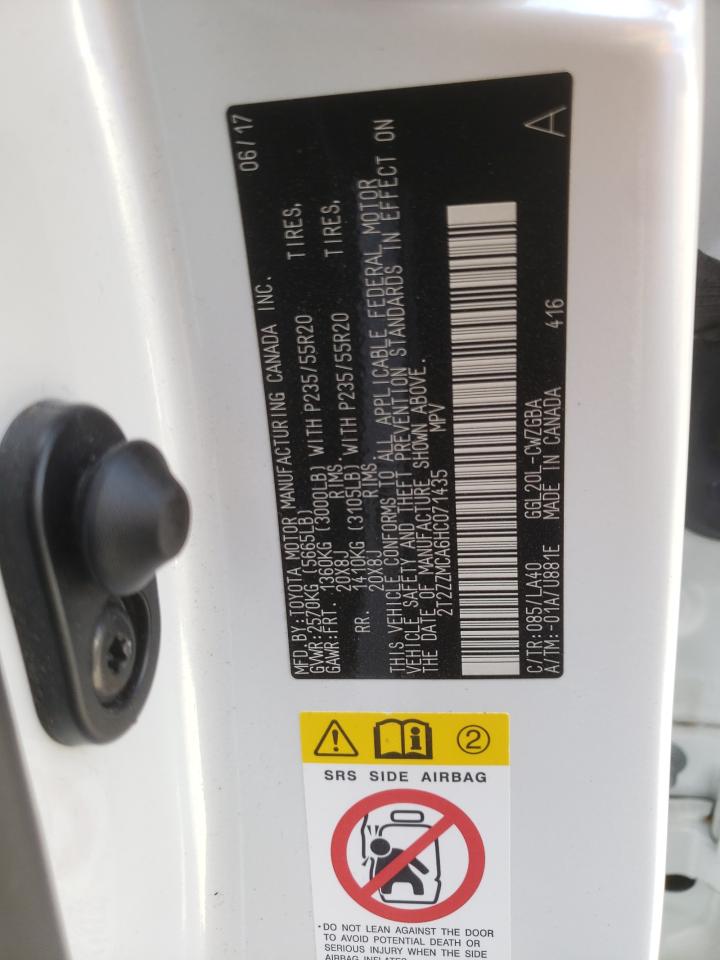 MFD.BY:TOYOTA MOTOR MANUFACTURING CANADA INC. 06/17
GVWR:2570KG (5665LB)
GAWR:FRT. 1360KG (3000LB) WITH P235/55R20 TIRES,
20X8J RIMS
RR. 1410KG (3105LB) WITH P235/55R20 TIRES,
20X8J RIMS
THIS VEHICLE CONFORMS TO ALL APPLICABLE FEDERAL MOTOR
VEHICLE SAFETY AND THEFT PREVENTION STANDARDS IN EFFECT ON
THE DATE OF MANUFACTURE SHOWN ABOVE.
2T2ZZMCA6HC071435 MPV
C/TR:085/LA40 GGL20L-CWZGBA
A/TM:-01A/U881E MADE IN CANADA 416 A
2
SRS SIDE AIRBAG
•DO NOT LEAN AGAINST THE DOOR
TO AVOID POTENTIAL DEATH OR
SERIOUS INJURY WHEN THE SIDE
AIRBAG INFLATES